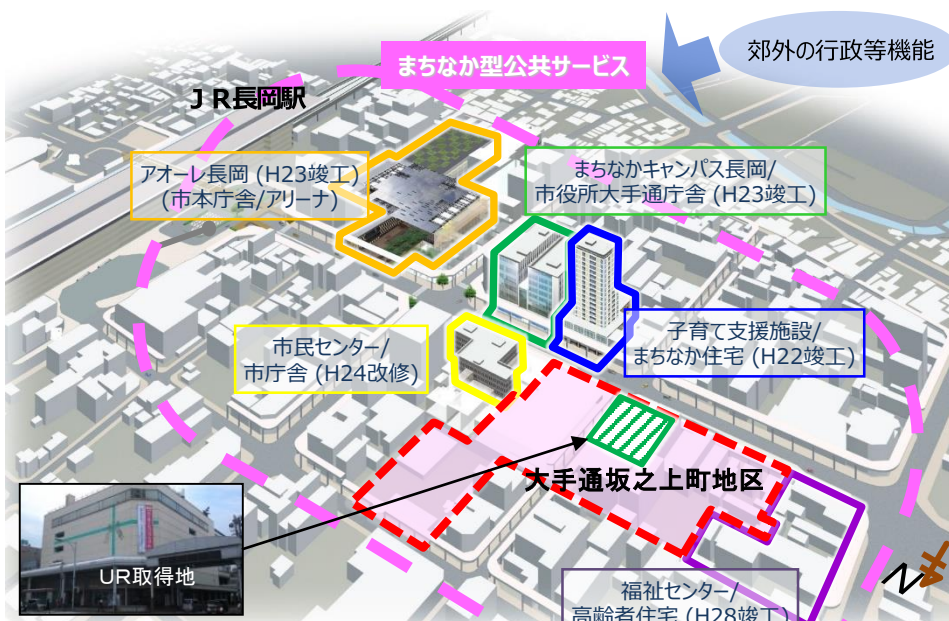 郊外の行政等機能
まちなか型公共サービス
ＪＲ長岡駅
アオーレ長岡 (H23竣工)
(市本庁舎/アリーナ)
まちなかキャンパス長岡/
市役所大手通庁舎 (H23竣工)
市民センター/
市庁舎 (H24改修)
子育て支援施設/
まちなか住宅 (H22竣工)
大手通坂之上町地区
UR取得地
福祉センター/
高齢者住宅 (H28竣工)
N